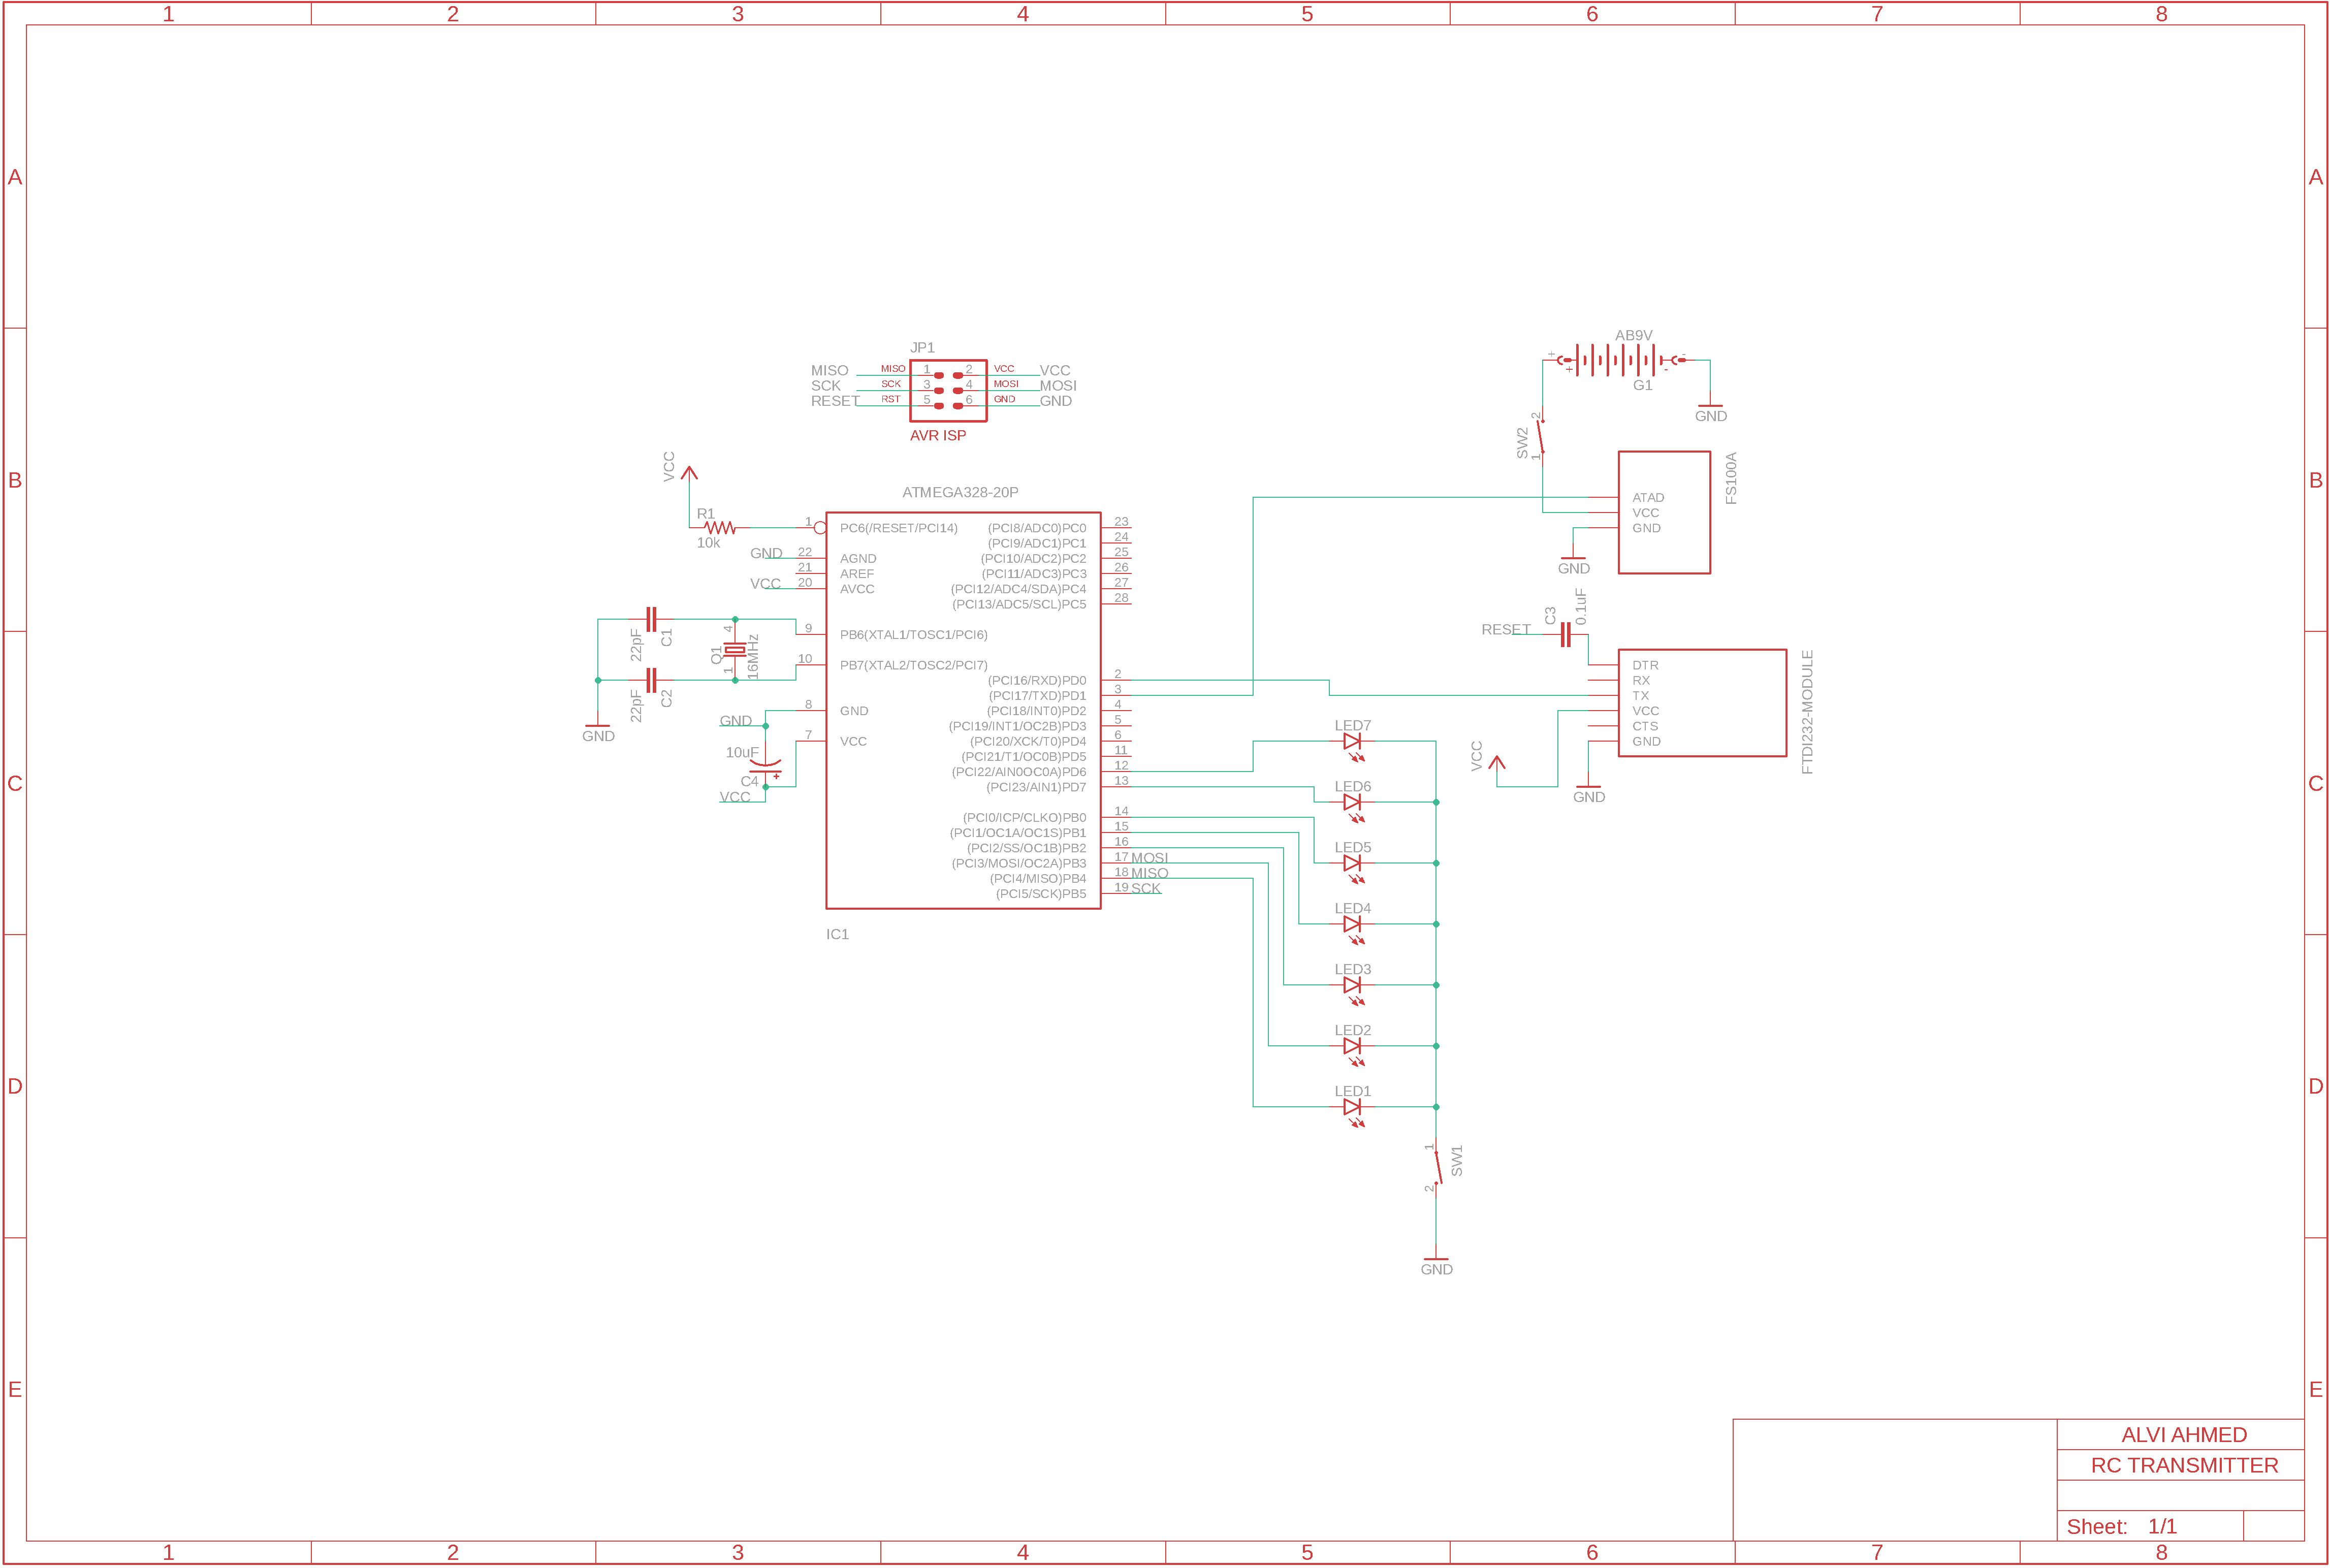 1 2 3 4 5 6 7 8
A A
B B
C C
D D
E E
JP1
MISO MISO 1 2 VCC VCC
SCK SCK 3 4 MOSI MOSI
RESET RST 5 6 GND GND
AVR ISP
AB9V
+ -
+ -
G1
GND
SW2
2
1
FS100A
ATAD
VCC
GND
GND
VCC
R1
10k
ATMEGA328-20P
1 PC6(/RESET/PCI14)
GND 22 AGND
21 AREF
VCC 20 AVCC
9 PB6(XTAL1/TOSC1/PCI6)
10 PB7(XTAL2/TOSC2/PCI7)
8 GND
7 VCC
(PCI8/ADC0)PC0 23
(PCI9/ADC1)PC1 24
(PCI10/ADC2)PC2 25
(PCI11/ADC3)PC3 26
(PCI12/ADC4/SDA)PC4 27
(PCI13/ADC5/SCL)PC5 28
(PCI16/RXD)PD0 2
(PCI17/TXD)PD1 3
(PCI18/INT0)PD2 4
(PCI19/INT1/OC2B)PD3 5
(PCI20/XCK/T0)PD4 6
(PCI21/T1/OC0B)PD5 11
(PCI22/AIN0OC0A)PD6 12
(PCI23/AIN1)PD7 13
(PCI0/ICP/CLKO)PB0 14
(PCI1/OC1A/OC1S)PB1 15
(PCI2/SS/OC1B)PB2 16
(PCI3/MOSI/OC2A)PB3 17 MOSI
(PCI4/MISO)PB4 18 MISO
(PCI5/SCK)PB5 19 SCK
IC1
22pF C1
22pF C2
Q1
4
1
16MHz
GND
GND
10uF
+
C4
VCC
RESET
C3
0.1uF
FTDI232-MODULE
DTR
RX
TX
VCC
CTS
GND
VCC
GND
LED7
LED6
LED5
LED4
LED3
LED2
LED1
1
2
SW1
GND
ALVI AHMED
RC TRANSMITTER
Sheet: 1/1
1 2 3 4 5 6 7 8